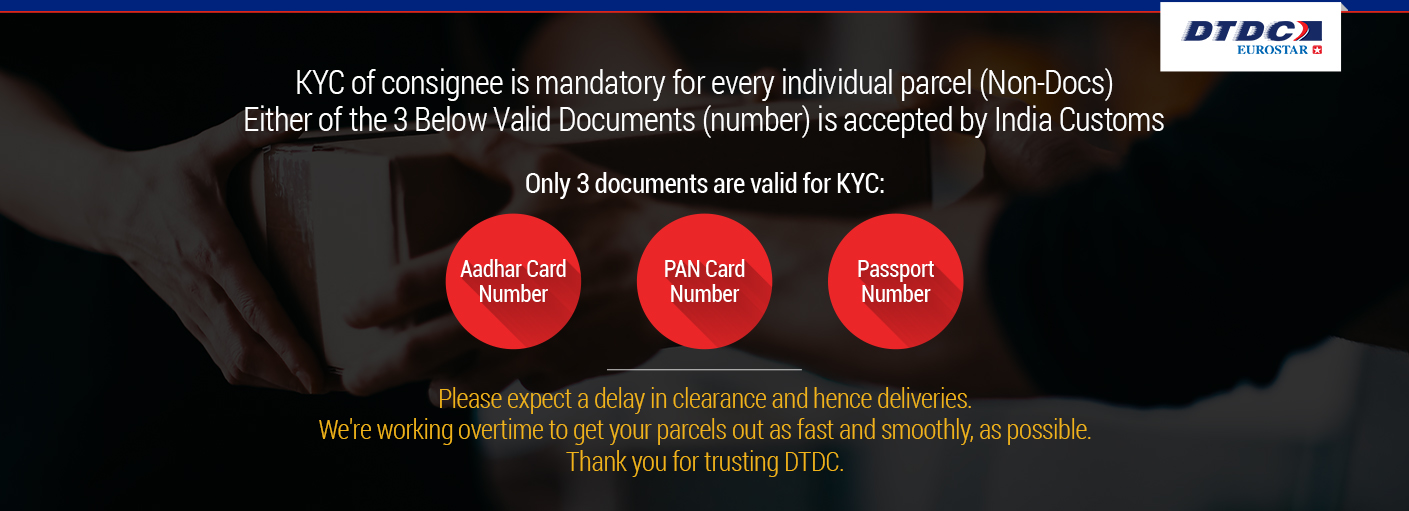 DTDC
EUROSTAR
KYC of consignee is mandatory for every individual parcel (Non-Docs)
Either of the 3 Below Valid Documents (number) is accepted by India Customs
Only 3 documents are valid for KYC:
Aadhar Card
Number
PAN Card
Number
Passport
Number
Please expect a delay in clearance and hence deliveries.
We're working overtime to get your parcels out as fast and smoothly, as possible.
Thank you for trusting DTDC.